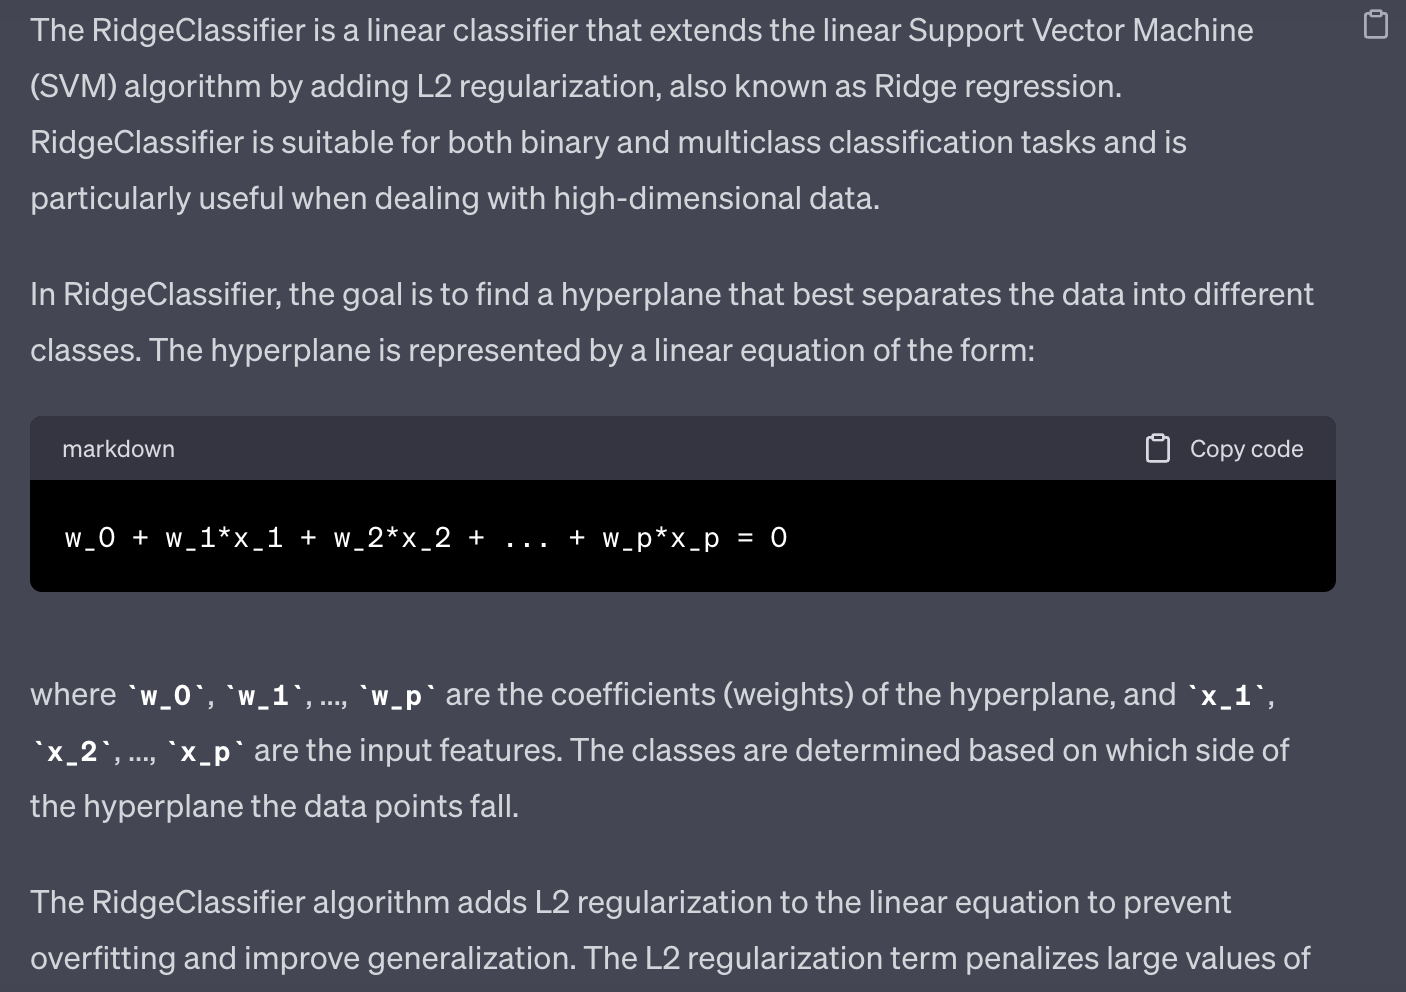 The RidgeClassifier is a linear classifier that extends the linear Support Vector Machine
(SVM) algorithm by adding L2 regularization, also known as Ridge regression.
RidgeClassifier is suitable for both binary and multiclass classification tasks and is
particularly useful when dealing with high-dimensional data.
In RidgeClassifier, the goal is to find a hyperplane that best separates the data into different
classes. The hyperplane is represented by a linear equation of the form:
markdown Copy code
w_0 + w_1*x_1 + w_2*x_2 + ... + w_p*x_p = 0
where `w_0`, `w_1`, ..., `w_p` are the coefficients (weights) of the hyperplane, and `x_1`,
`x_2`, ..., `x_p` are the input features. The classes are determined based on which side of
the hyperplane the data points fall.
The RidgeClassifier algorithm adds L2 regularization to the linear equation to prevent
overfitting and improve generalization. The L2 regularization term penalizes large values of